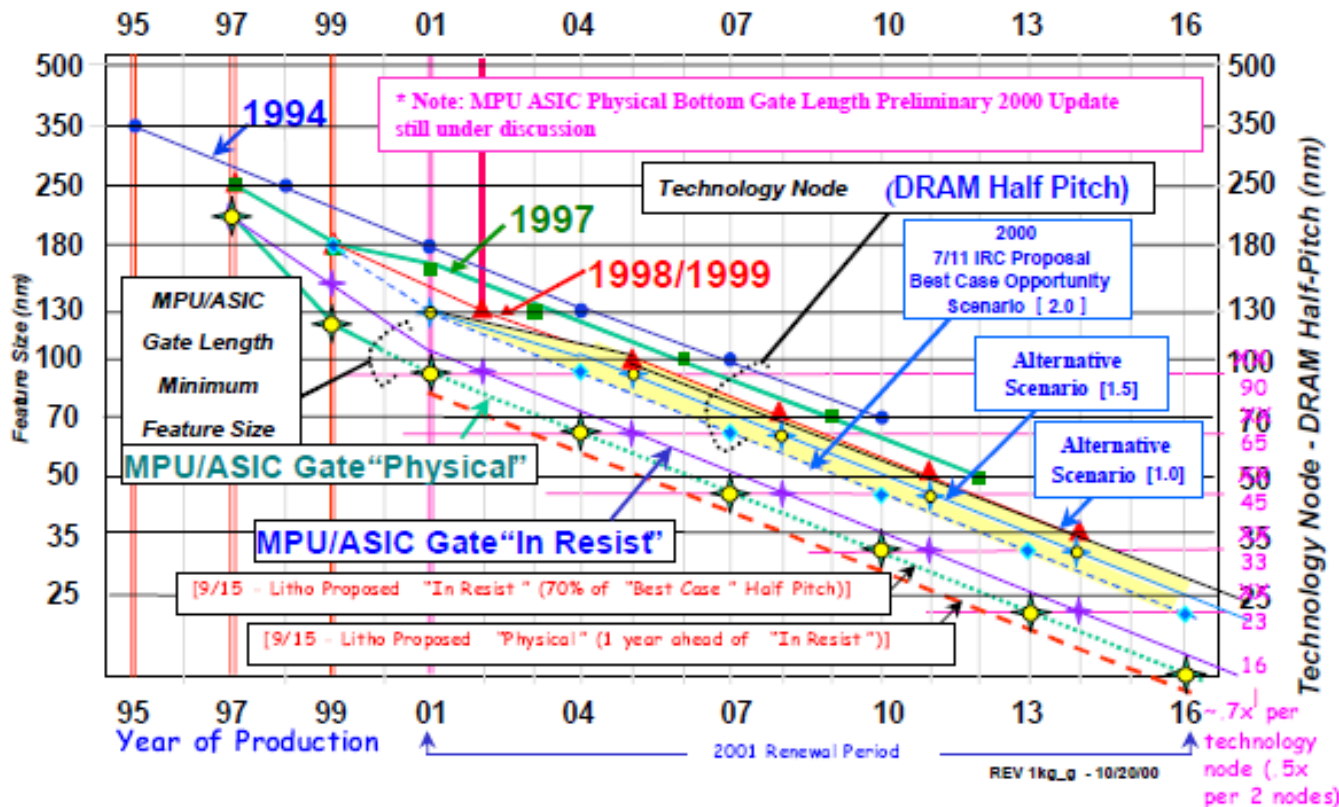 95 97 99 01 04 07 10 13 16
500 500
350 350
250 250
180 180
130 130
100 100
90
70 70
65
50 50
45
35 35
33
25 25
23
16
Feature Size (nm)
Technology Node - DRAM Half-Pitch (nm)
* Note: MPU ASIC Physical Bottom Gate Length Preliminary 2000 Update
still under discussion
1994
Technology Node (DRAM Half Pitch)
1997
2000
7/11 IRC Proposal
Best Case Opportunity
Scenario [ 2.0 ]
1998/1999
MPU/ASIC
Gate Length
Minimum
Feature Size
Alternative
Scenario [1.5]
Alternative
Scenario [1.0]
MPU/ASIC Gate“Physical”
MPU/ASIC Gate“In Resist”
[9/15 - Litho Proposed "In Resist" (70% of "Best Case" Half Pitch)]
[9/15 - Litho Proposed "Physical" (1 year ahead of "In Resist")]
95 97 99 01 04 07 10 13 16
Year of Production
2001 Renewal Period
REV 1kg_g - 10/20/00
~.7x per
technology
node (.5x
per 2 nodes)